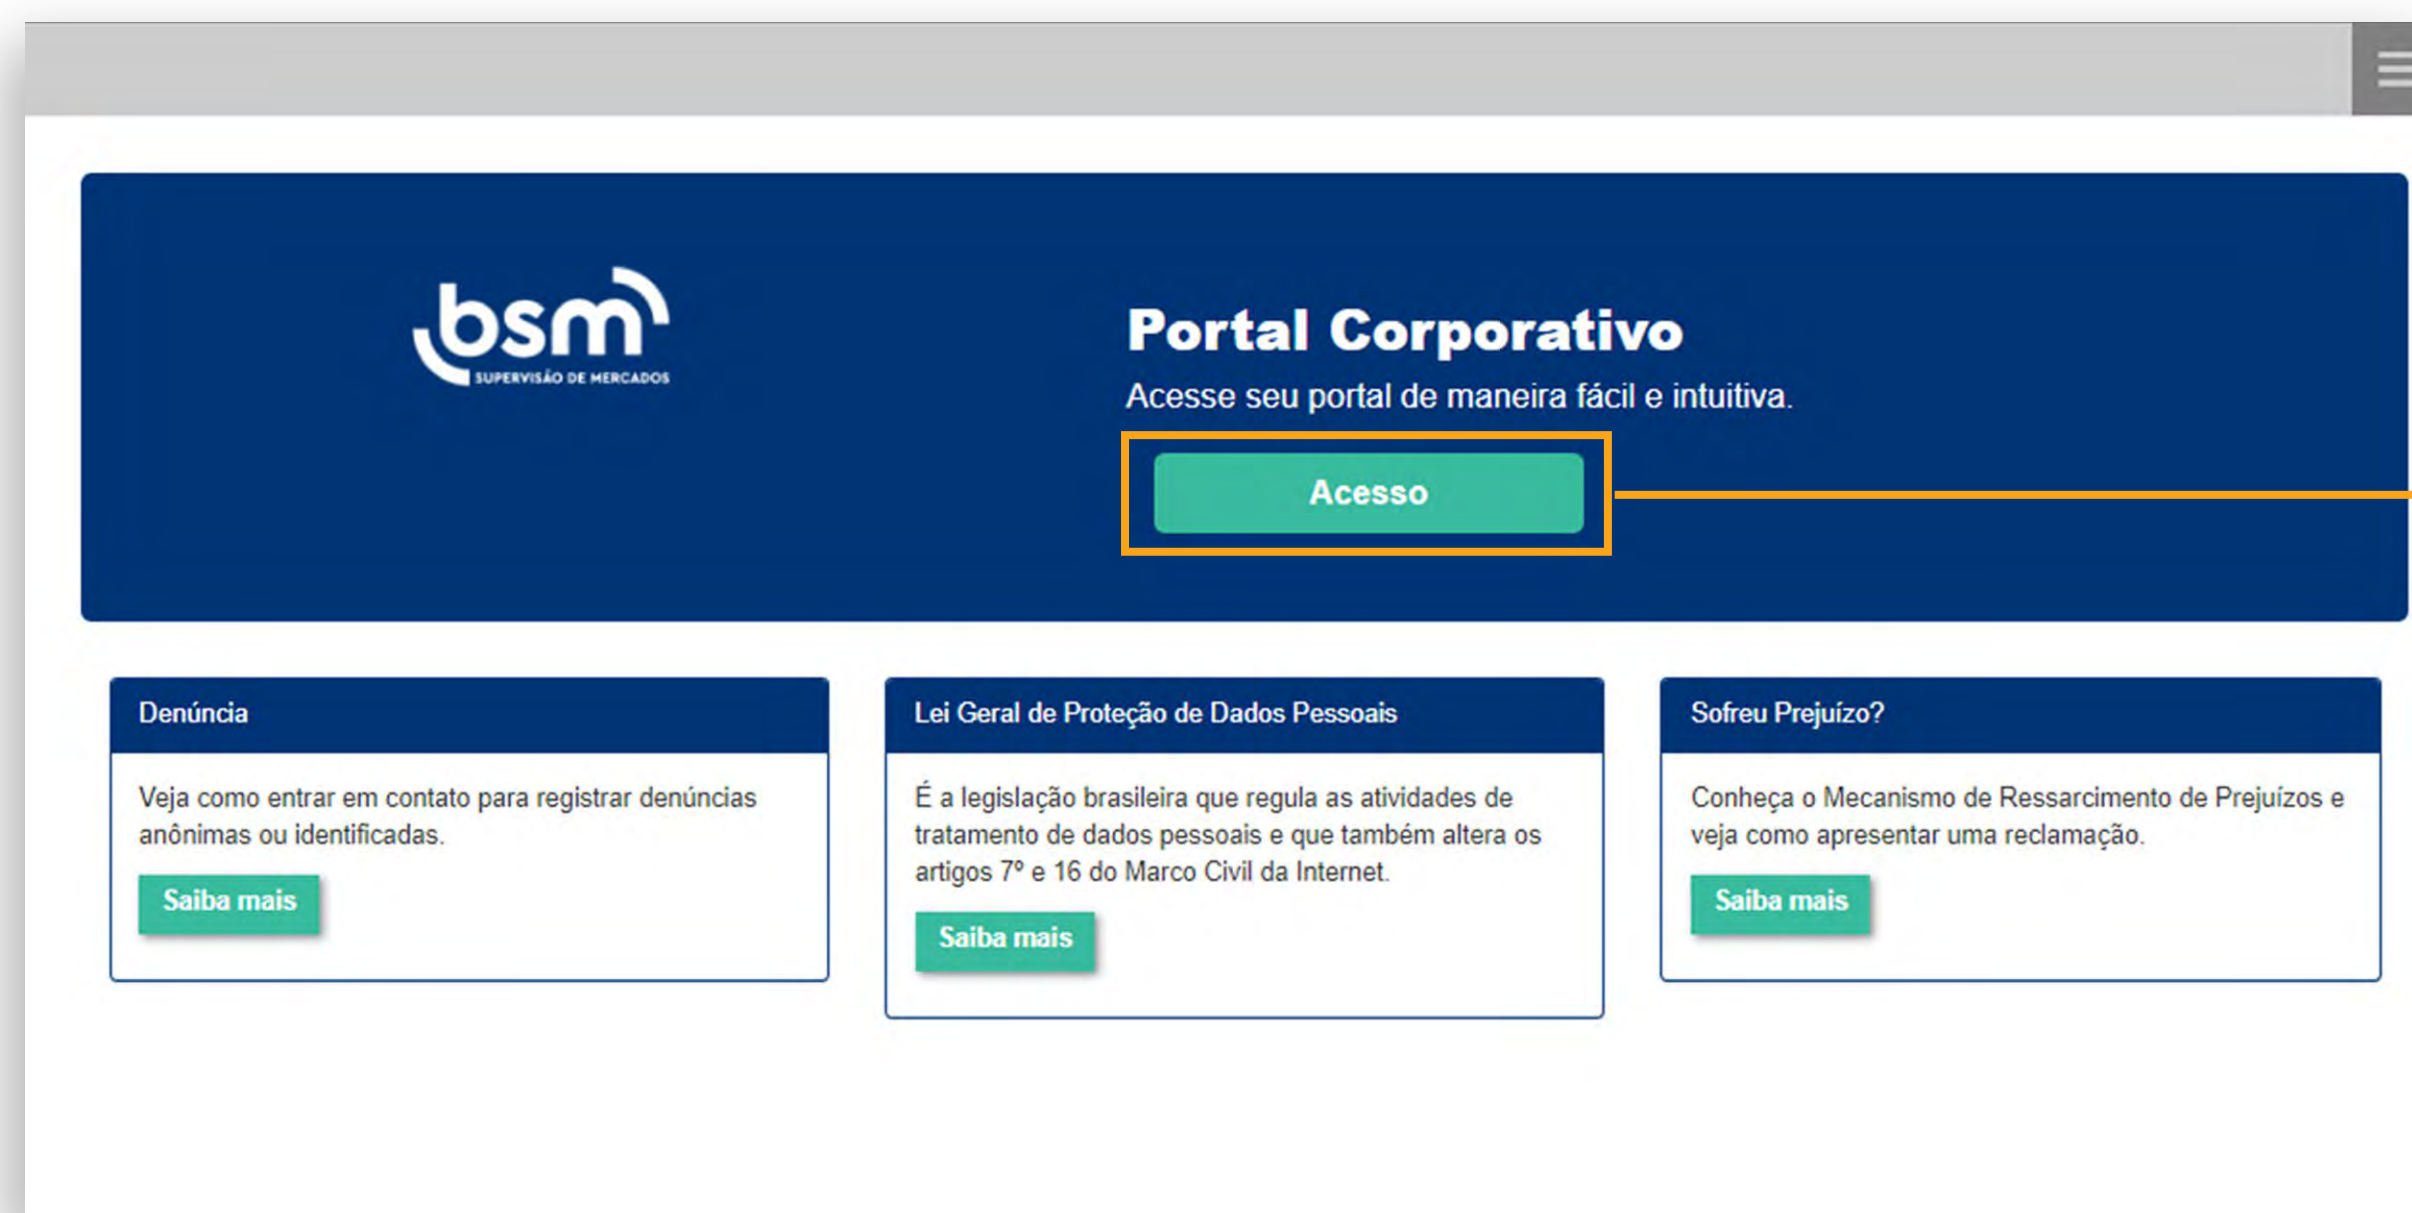 bsm
SUPERVISÃO DE MERCADOS
Portal Corporativo
Acesse seu portal de maneira fácil e intuitiva.
Acesso
Denúncia
Veja como entrar em contato para registrar denúncias
anônimas ou identificadas.
Saiba mais
Lei Geral de Proteção de Dados Pessoais
É a legislação brasileira que regula as atividades de
tratamento de dados pessoais e que também altera os
artigos 7º e 16 do Marco Civil da Internet.
Saiba mais
Sofreu Prejuízo?
Conheça o Mecanismo de Ressarcimento de Prejuízos e
veja como apresentar uma reclamação.
Saiba mais